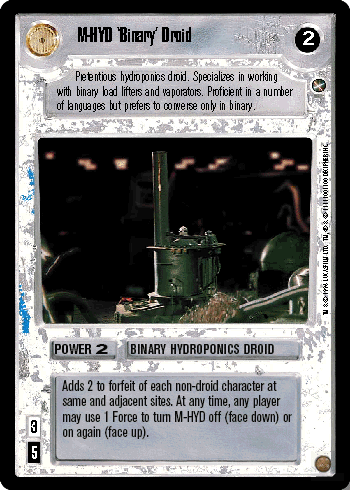 M-HYD 'Binary' Droid
2
Pretentious hydroponics droid. Specializes in working
with binary load lifters and vaporators. Proficient in a number
of languages but prefers to converse only in binary.
POWER 2
BINARY HYDROPONICS DROID
Adds 2 to forfeit of each non-droid character at
same and adjacent sites. At any time, any player
may use 1 Force to turn M-HYD off (face down) or
on again (face up).
3
5